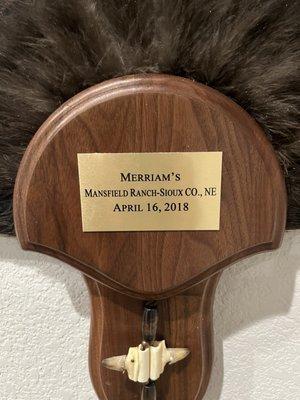 Merriam's
Mansfield Ranch-Sioux CO., NE
April 16, 2018